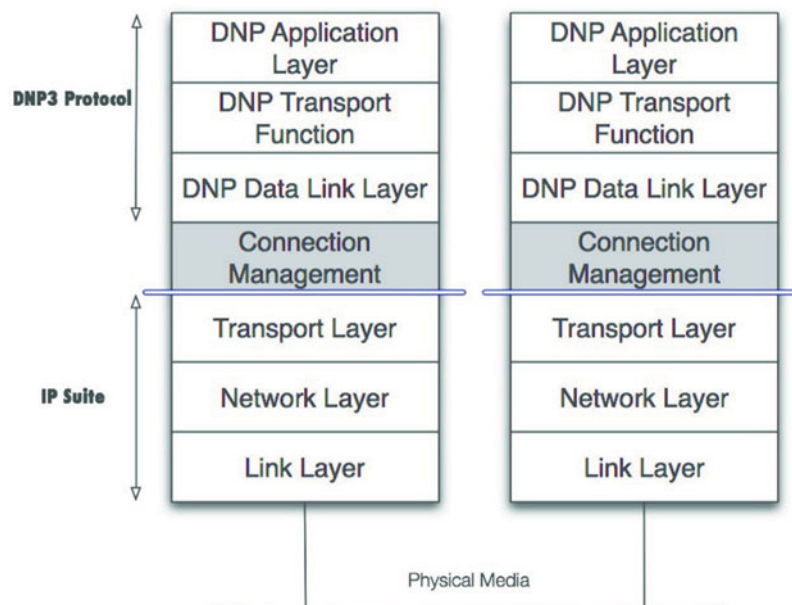 DNP3 Protocol
DNP Application
Layer
DNP Transport
Function
DNP Data Link Layer
Connection
Management
IP Suite
Transport Layer
Network Layer
Link Layer
DNP Application
Layer
DNP Transport
Function
DNP Data Link Layer
Connection
Management
Transport Layer
Network Layer
Link Layer
Physical Media